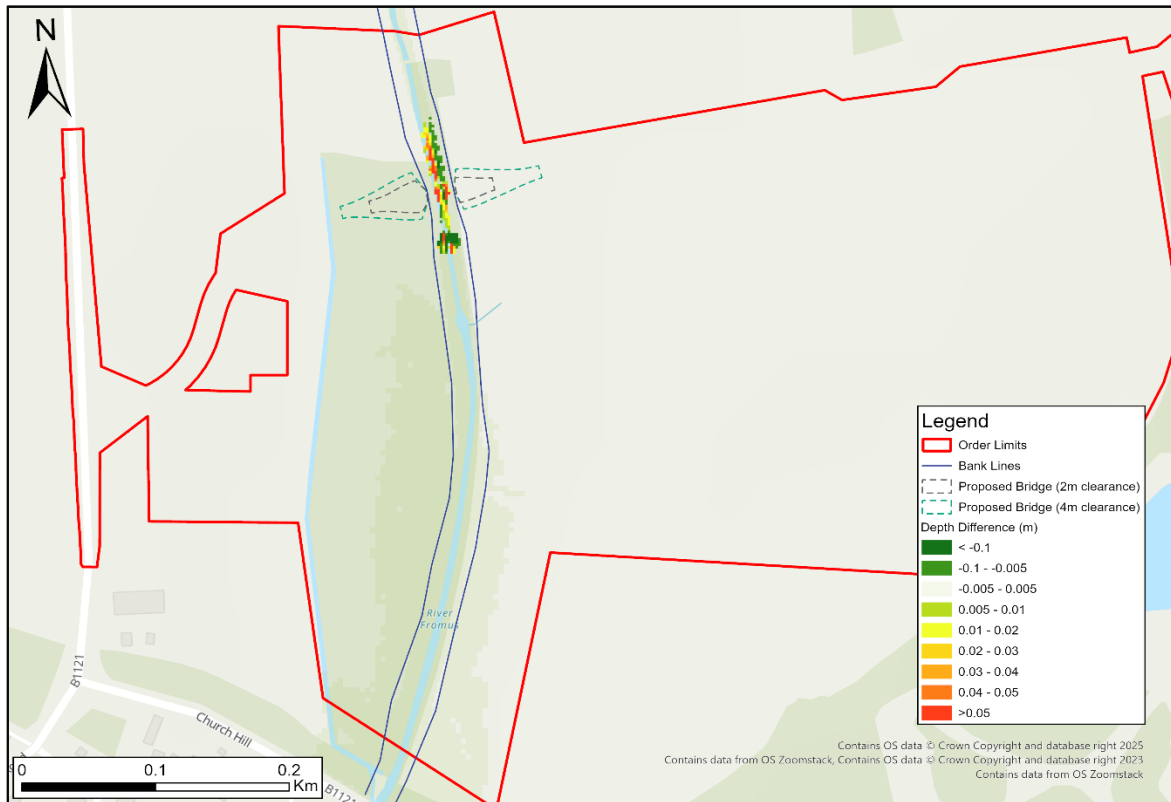 N
River
Fromus
B1121
Church Hill
B1121
0
0.1
0.2
Km
Legend
Order Limits
Bank Lines
Proposed Bridge (2m clearance)
Proposed Bridge (4m clearance)
Depth Difference (m)
< -0.1
-0.1 - -0.005
-0.005 - 0.005
0.005 - 0.01
0.01 - 0.02
0.02 - 0.03
0.03 - 0.04
0.04 - 0.05
>0.05
Contains OS data © Crown Copyright and database right 2025
Contains data from OS Zoomstack, Contains OS data © Crown Copyright and database right 2023
Contains data from OS Zoomstack